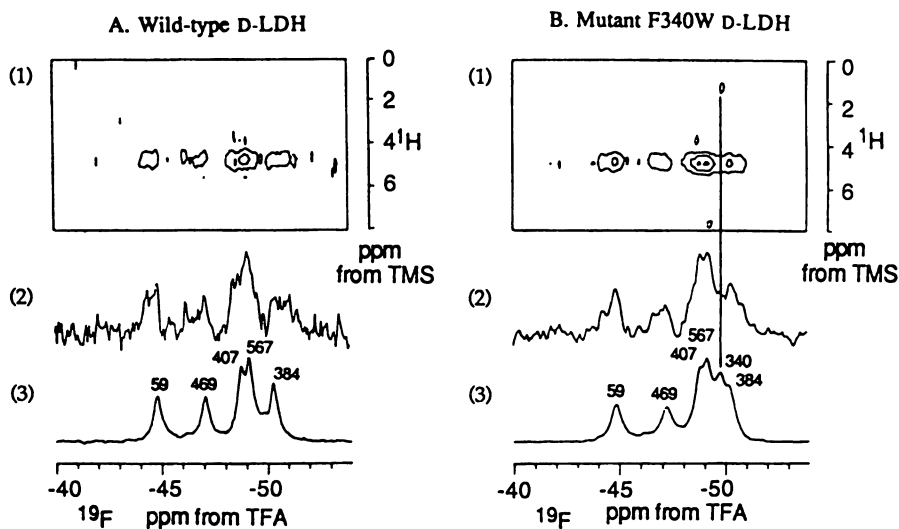 A. Wild-type D-LDH
(1)
0
2
4
6
¹H
ppm
from TMS
(2)
(3)
59
469
407
567
384
-40
-45
-50
¹⁹F
ppm from TFA
B. Mutant F340W D-LDH
(1)
0
2
4
6
¹H
ppm
from TMS
(2)
(3)
59
469
407
567
340
384
-40
-45
-50
¹⁹F
ppm from TFA